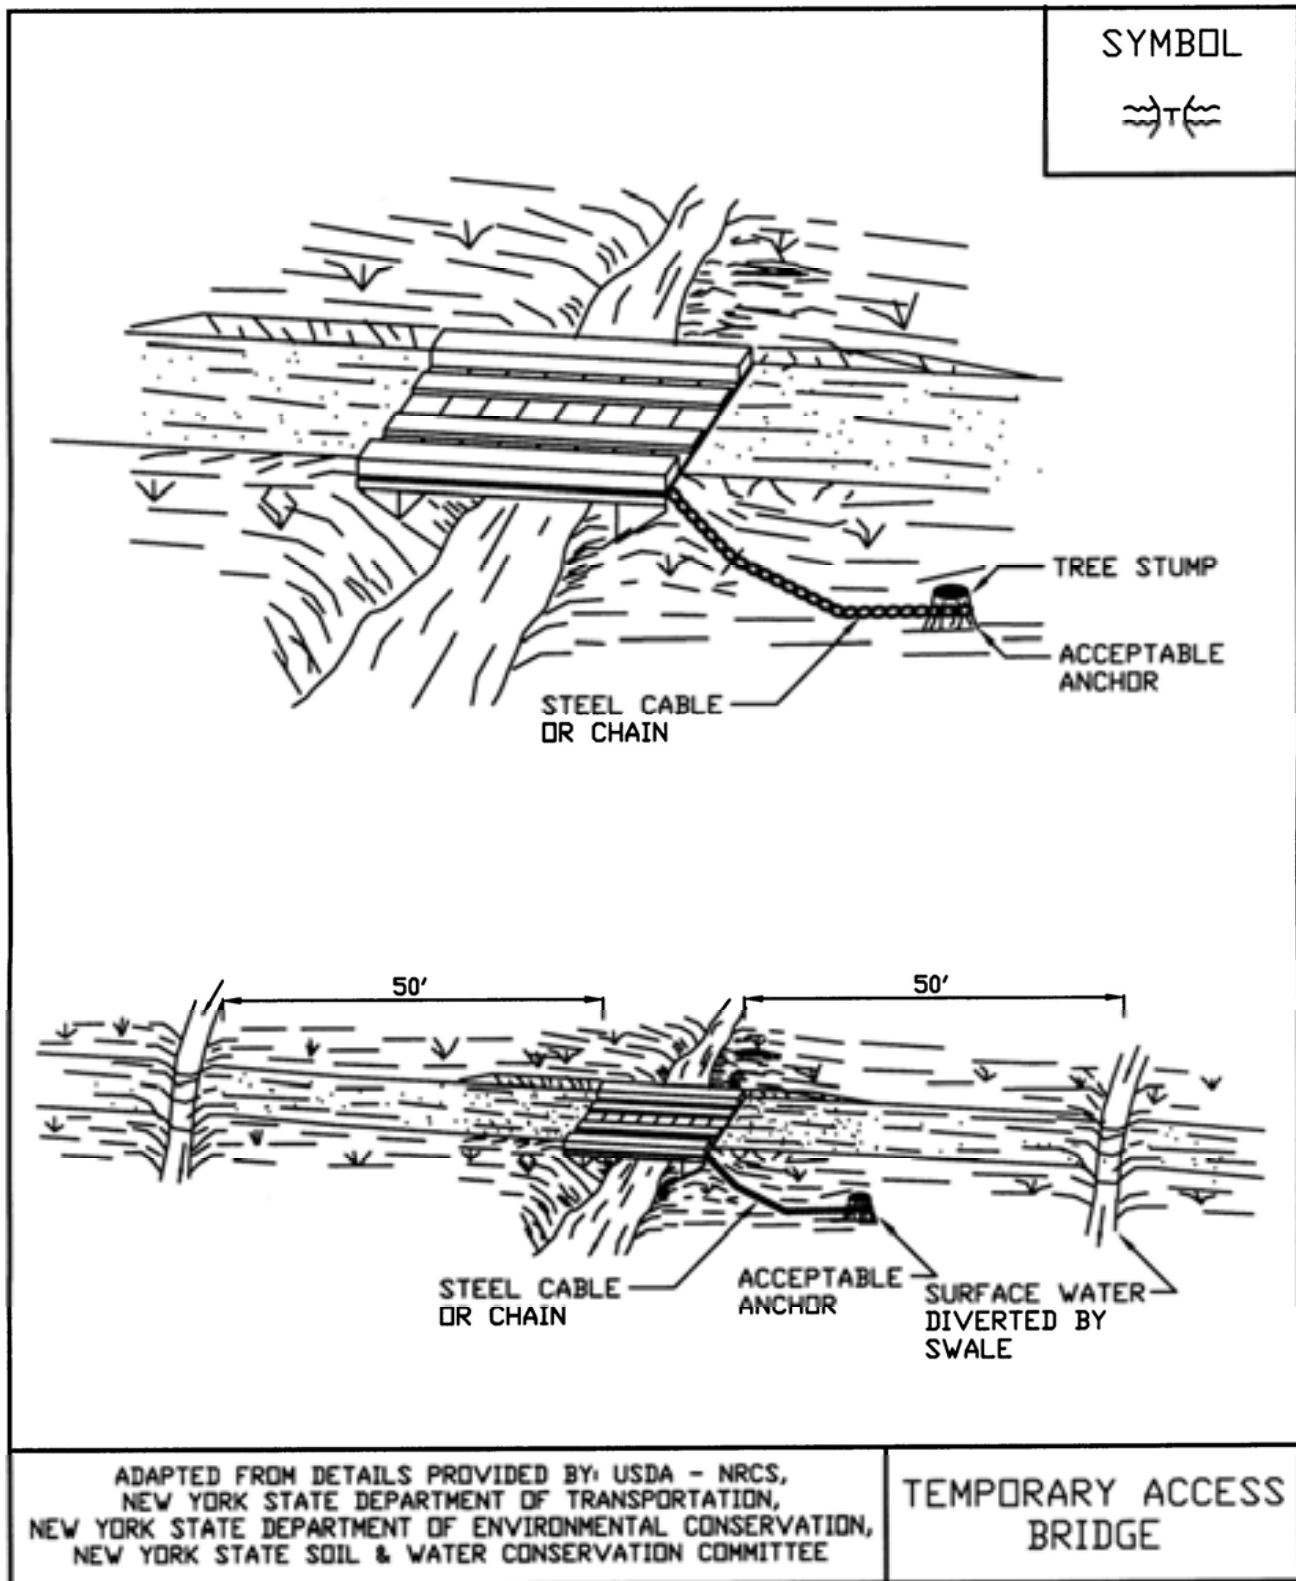 SYMBOL
T
TREE STUMP
ACCEPTABLE
ANCHOR
STEEL CABLE
OR CHAIN
50'
50'
STEEL CABLE
OR CHAIN
ACCEPTABLE
ANCHOR
SURFACE WATER
DIVERTED BY
SWALE
ADAPTED FROM DETAILS PROVIDED BY: USDA - NRCS,
NEW YORK STATE DEPARTMENT OF TRANSPORTATION,
NEW YORK STATE DEPARTMENT OF ENVIRONMENTAL CONSERVATION,
NEW YORK STATE SOIL & WATER CONSERVATION COMMITTEE
TEMPORARY ACCESS
BRIDGE